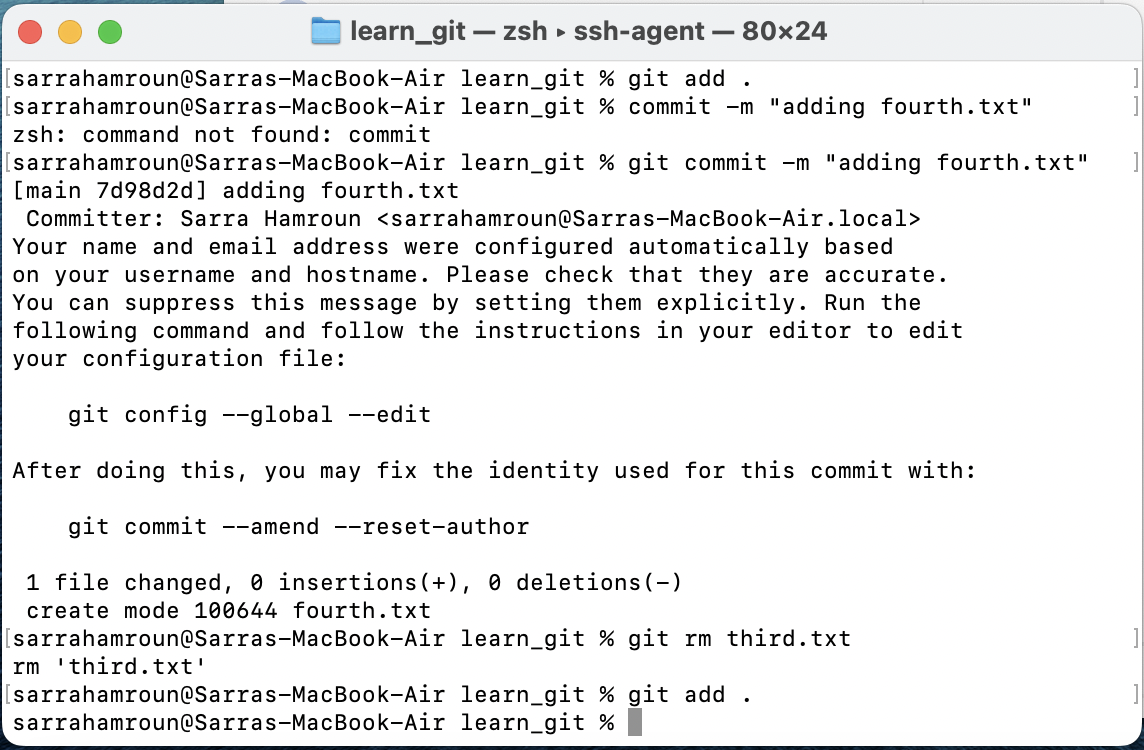 learn_git — zsh ▸ ssh-agent — 80×24
[sarrahamroun@Sarras-MacBook-Air learn_git % git add .                          ]
[sarrahamroun@Sarras-MacBook-Air learn_git % commit -m "adding fourth.txt"      ]
zsh: command not found: commit
[sarrahamroun@Sarras-MacBook-Air learn_git % git commit -m "adding fourth.txt"  ]
[main 7d98d2d] adding fourth.txt
 Committer: Sarra Hamroun <sarrahamroun@Sarras-MacBook-Air.local>
Your name and email address were configured automatically based
on your username and hostname. Please check that they are accurate.
You can suppress this message by setting them explicitly. Run the
following command and follow the instructions in your editor to edit
your configuration file:

    git config --global --edit

After doing this, you may fix the identity used for this commit with:

    git commit --amend --reset-author

 1 file changed, 0 insertions(+), 0 deletions(-)
 create mode 100644 fourth.txt
[sarrahamroun@Sarras-MacBook-Air learn_git % git rm third.txt                   ]
rm 'third.txt'
[sarrahamroun@Sarras-MacBook-Air learn_git % git add .                          ]
sarrahamroun@Sarras-MacBook-Air learn_git %